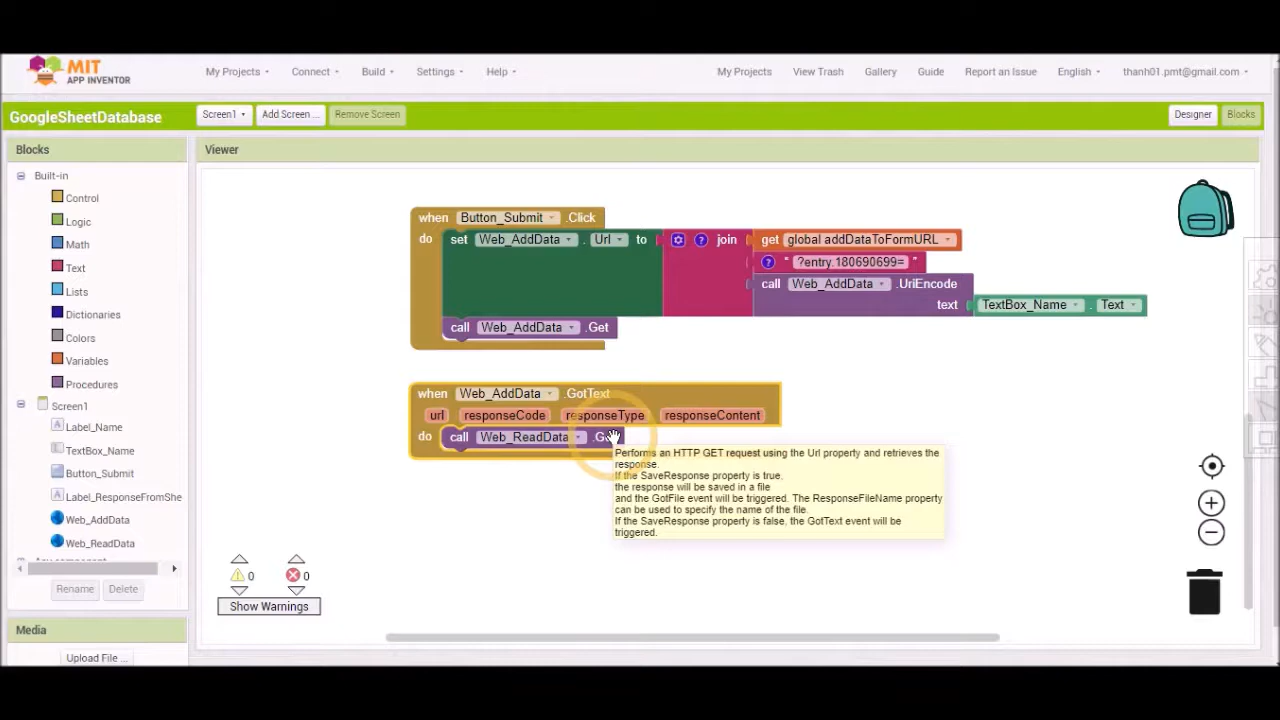 MIT
APP INVENTOR
My Projects Connect Build Settings Help My Projects View Trash Gallery Guide Report an Issue English thanh01.pmt@gmail.com
GoogleSheetDatabase Screen1 Add Screen ... Remove Screen Designer Blocks
Blocks Viewer
Built-in
Control
Logic
Math
Text
Lists
Dictionaries
Colors
Variables
Procedures
Screen1
Label_Name
TextBox_Name
Button_Submit
Label_ResponseFromShe
Web_AddData
Web_ReadData
Rename Delete
Media
Upload File ...
when Button_Submit .Click
do set Web_AddData . Url to join get global addDataToFormURL
" ?entry.180690699= "
call Web_AddData .UriEncode
text TextBox_Name . Text
call Web_AddData .Get
when Web_AddData .GotText
url responseCode responseType responseContent
do call Web_ReadData
Performs an HTTP GET request using the Url property and retrieves the
response.
If the SaveResponse property is true,
the response will be saved in a file
and the GotFile event will be triggered. The ResponseFileName property
can be used to specify the name of the file.
If the SaveResponse property is false, the GotText event will be
triggered.
0 0
Show Warnings